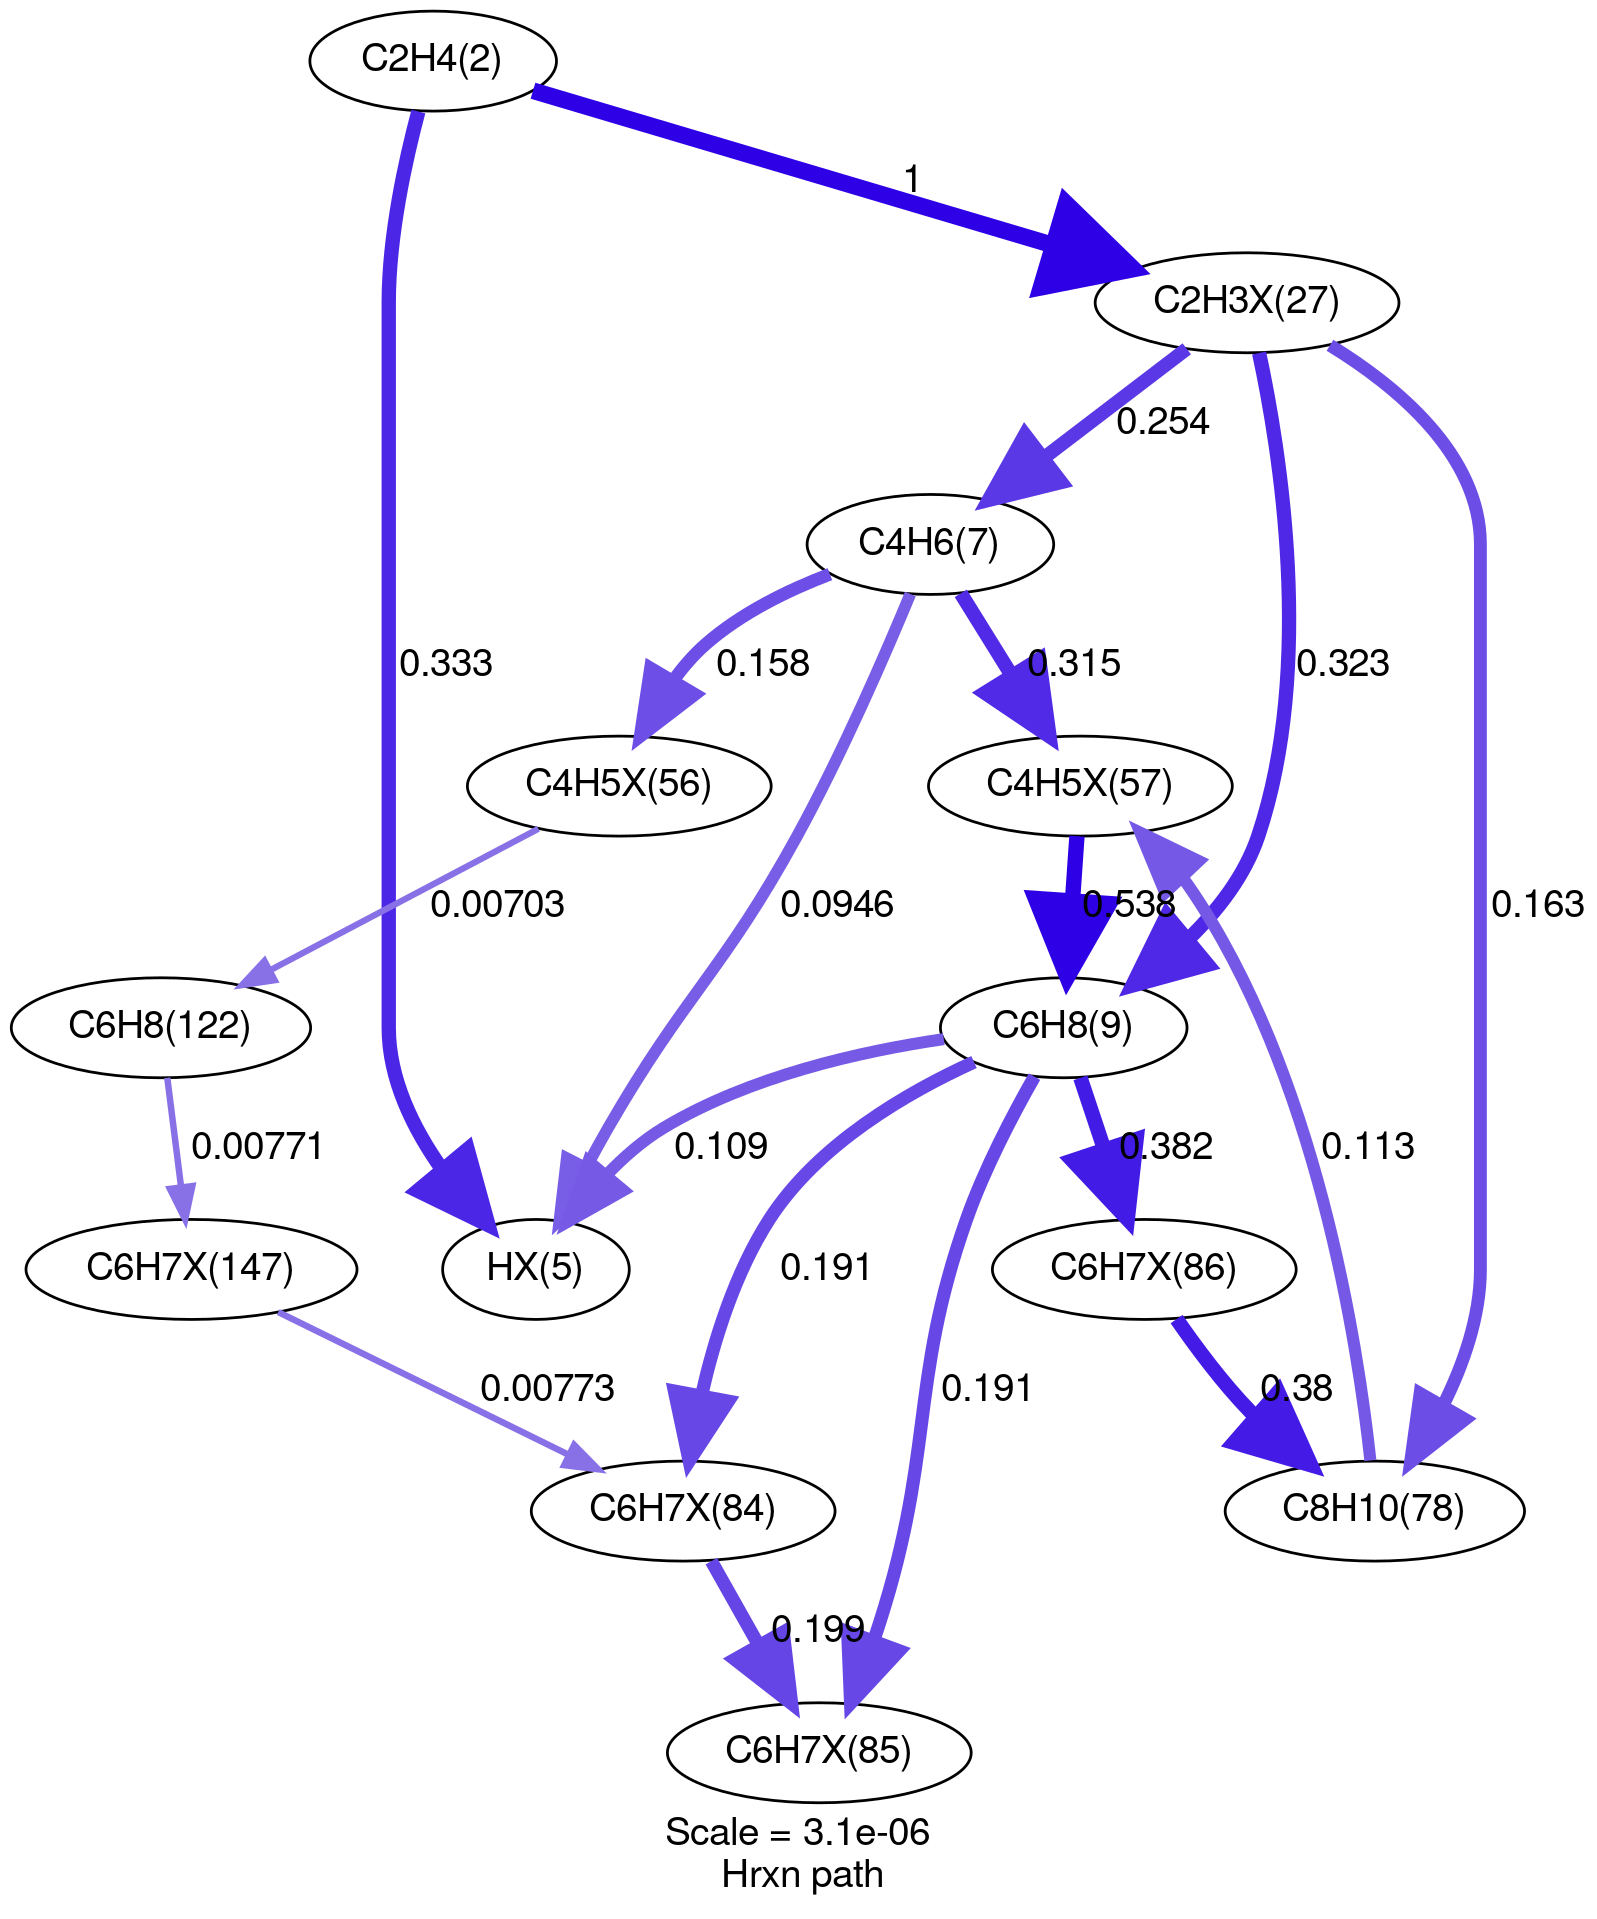 C2H4(2)
1
C2H3X(27)
0.254
C4H6(7)
0.333
0.158
0.315
0.323
C4H5X(56)
C4H5X(57)
0.00703
0.0946
0.538
0.163
C6H8(122)
C6H8(9)
0.00771
0.109
0.382
0.113
C6H7X(147)
HX(5)
0.191
C6H7X(86)
0.00773
0.191
0.38
C6H7X(84)
C8H10(78)
0.199
C6H7X(85)
Scale = 3.1e-06
Hrxn path